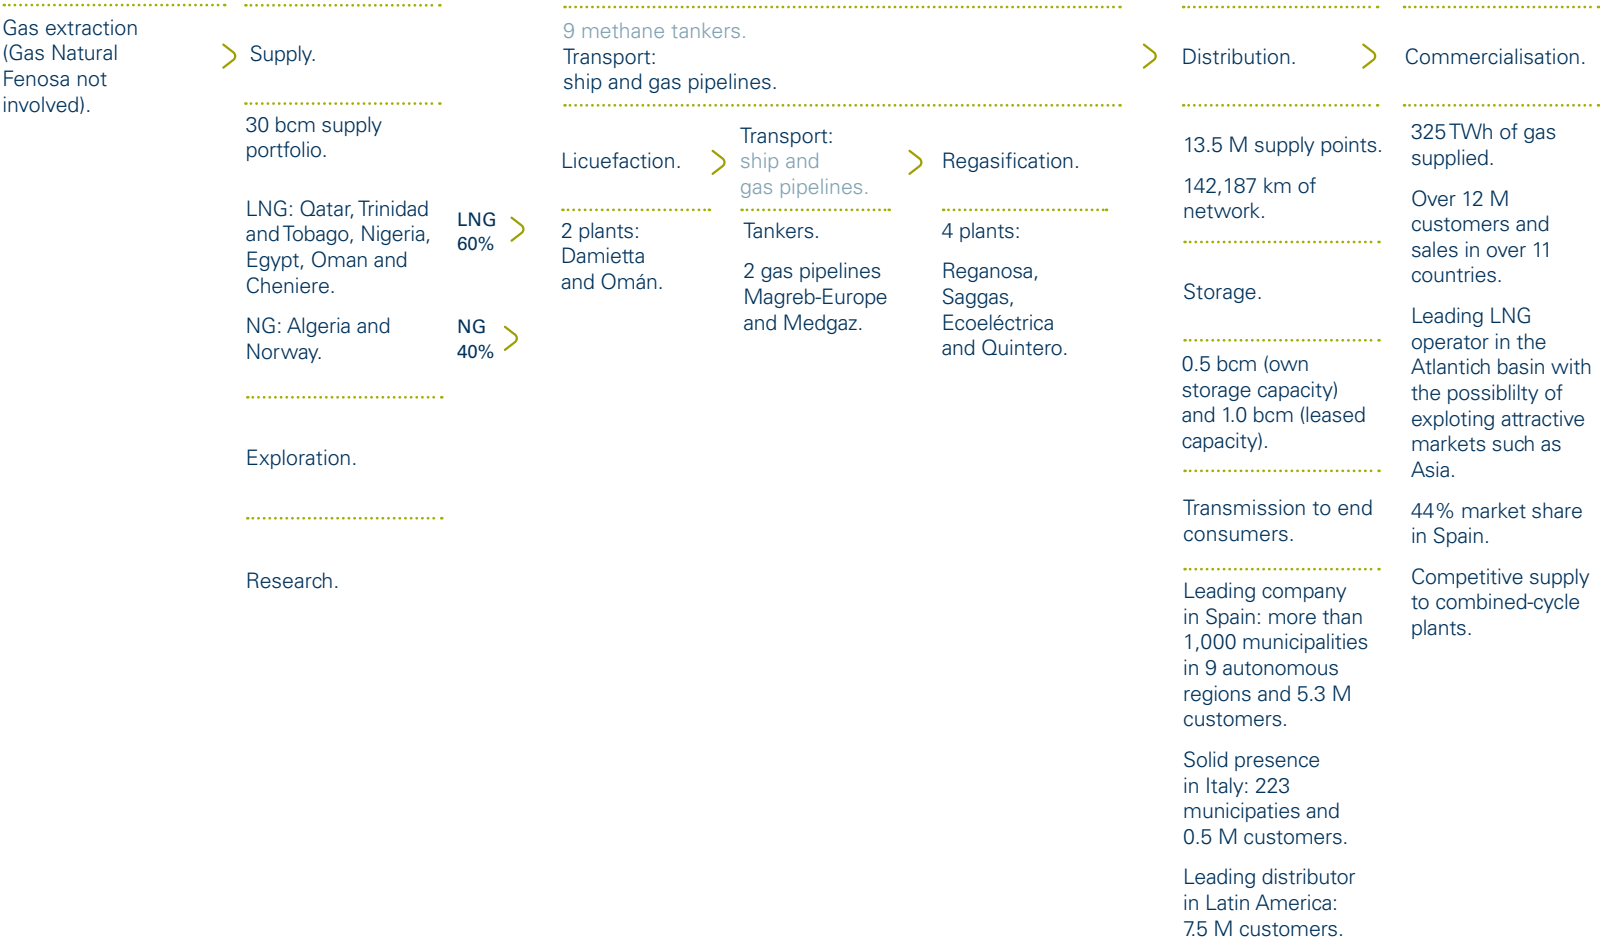 Gas extraction
(Gas Natural
Fenosa not
involved).
Supply.
30 bcm supply
portfolio.
LNG: Qatar, Trinidad
and Tobago, Nigeria,
Egypt, Oman and
Cheniere.
LNG
60%
NG: Algeria and
Norway.
NG
40%
Exploration.
Research.
9 methane tankers.
Transport:
ship and gas pipelines.
Licuefaction.
2 plants:
Damietta
and Omán.
Transport:
ship and
gas pipelines.
Tankers.
2 gas pipelines
Magreb-Europe
and Medgaz.
Regasification.
4 plants:
Reganosa,
Saggas,
Ecoeléctrica
and Quintero.
Distribution.
13.5 M supply points.
142,187 km of
network.
Storage.
0.5 bcm (own
storage capacity)
and 1.0 bcm (leased
capacity).
Transmission to end
consumers.
Leading company
in Spain: more than
1,000 municipalities
in 9 autonomous
regions and 5.3 M
customers.
Solid presence
in Italy: 223
municipaties and
0.5 M customers.
Leading distributor
in Latin America:
7.5 M customers.
Commercialisation.
325 TWh of gas
supplied.
Over 12 M
customers and
sales in over 11
countries.
Leading LNG
operator in the
Atlantich basin with
the possiblilty of
exploting attractive
markets such as
Asia.
44% market share
in Spain.
Competitive supply
to combined-cycle
plants.